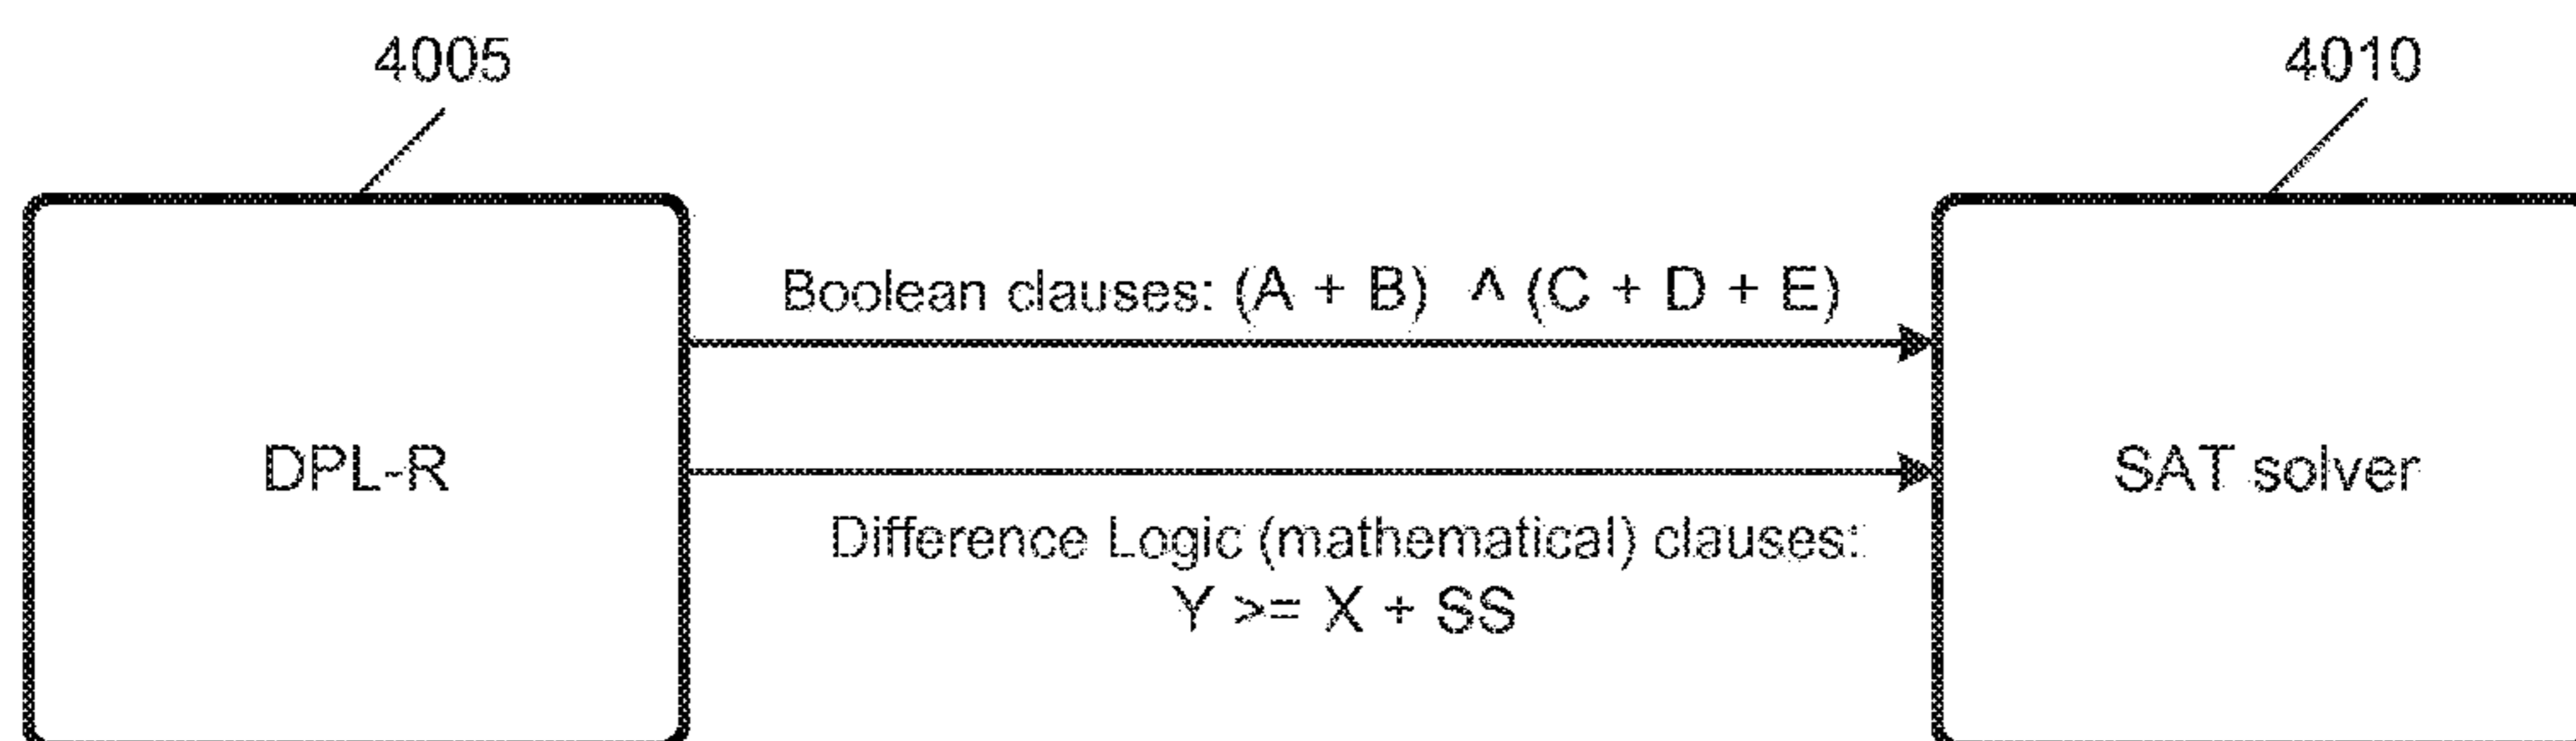 4005
4010
Boolean clauses: (A + B) ^ (C + D + E)
DPL-R
SAT solver
Difference Logic (mathematical) clauses:
Y >= X + SS